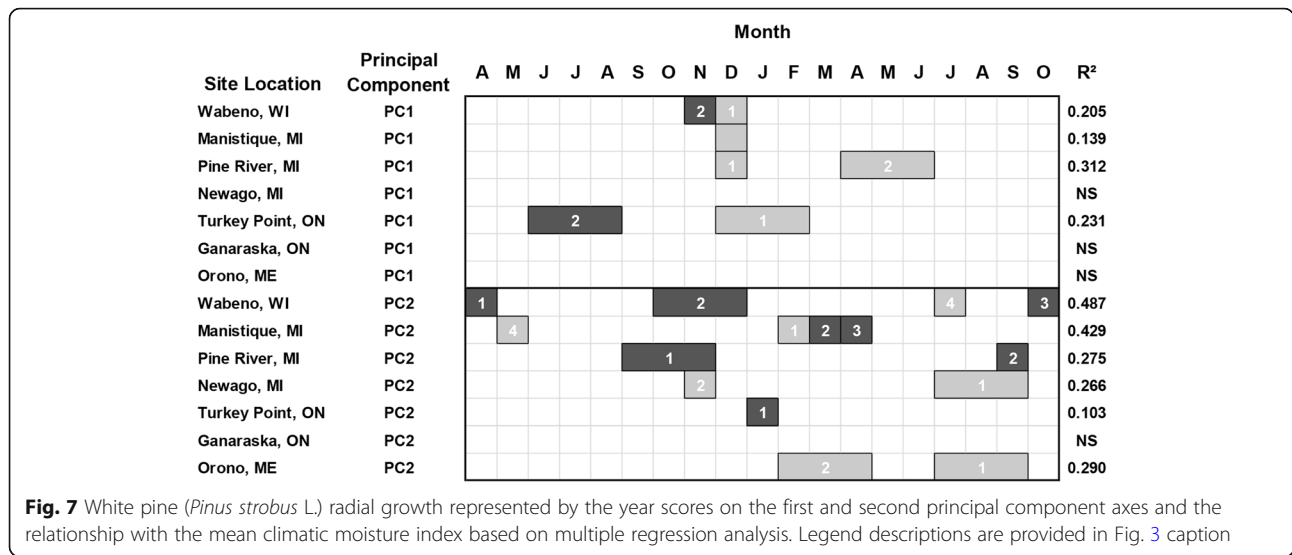 Month
Site Location Principal Component A M J J A S O N D J F M A M J J A S O R²
Wabeno, WI PC1 2 1 0.205
Manistique, MI PC1 0.139
Pine River, MI PC1 1 2 0.312
Newago, MI PC1 NS
Turkey Point, ON PC1 2 1 0.231
Ganaraska, ON PC1 NS
Orono, ME PC1 NS
Wabeno, WI PC2 1 2 4 3 0.487
Manistique, MI PC2 4 1 2 3 0.429
Pine River, MI PC2 1 2 0.275
Newago, MI PC2 2 1 0.266
Turkey Point, ON PC2 1 0.103
Ganaraska, ON PC2 NS
Orono, ME PC2 2 1 0.290
Fig. 7 White pine (Pinus strobus L.) radial growth represented by the year scores on the first and second principal component axes and the
relationship with the mean climatic moisture index based on multiple regression analysis. Legend descriptions are provided in Fig. 3 caption